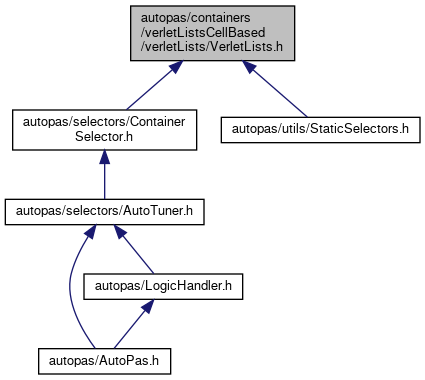 autopas/containers
/verletListsCellBased
/verletLists/VerletLists.h
autopas/selectors/Container
Selector.h
autopas/utils/StaticSelectors.h
autopas/selectors/AutoTuner.h
autopas/LogicHandler.h
autopas/AutoPas.h